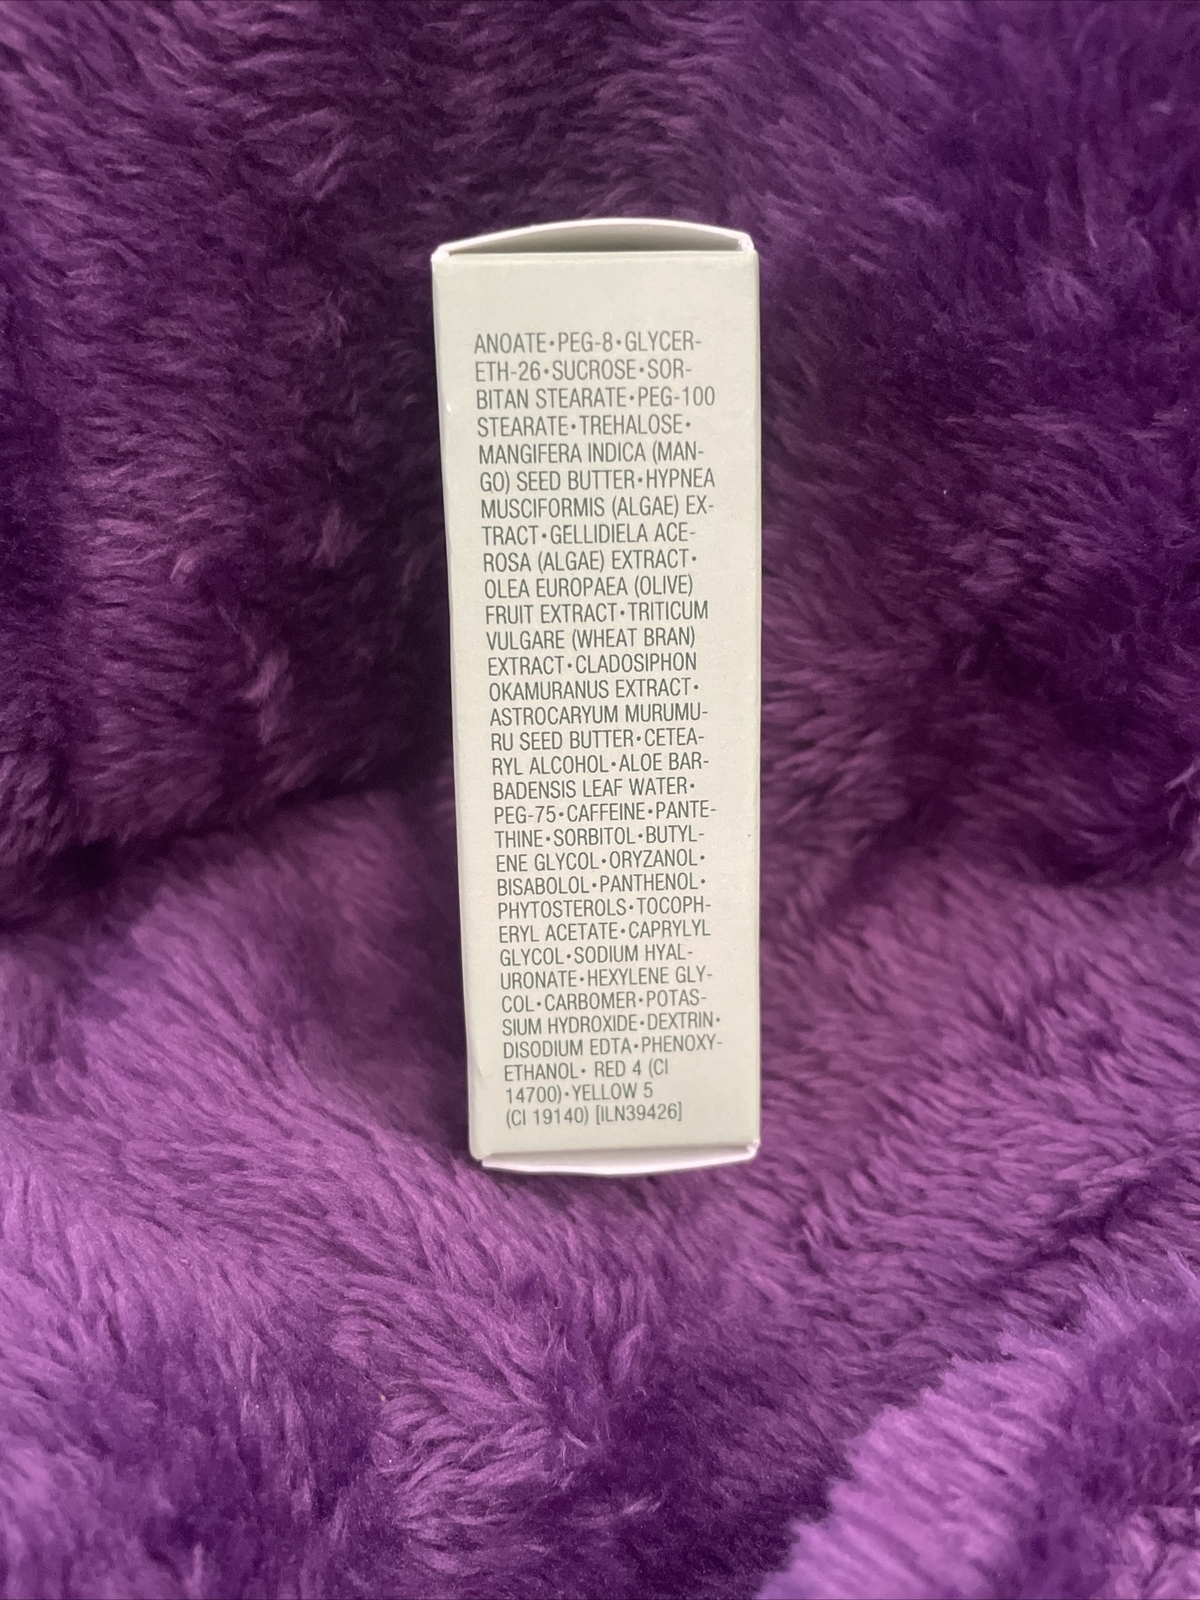 ANOATE•PEG-8•GLYCER-
ETH-26•SUCROSE•SOR-
BITAN STEARATE•PEG-100
STEARATE•TREHALOSE•
MANGIFERA INDICA (MAN-
GO) SEED BUTTER•HYPNEA
MUSCIFORMIS (ALGAE) EX-
TRACT•GELLIDIELA ACE-
ROSA (ALGAE) EXTRACT•
OLEA EUROPAEA (OLIVE)
FRUIT EXTRACT•TRITICUM
VULGARE (WHEAT BRAN)
EXTRACT•CLADOSIPHON
OKAMURANUS EXTRACT•
ASTROCARYUM MURUMU-
RU SEED BUTTER•CETEA-
RYL ALCOHOL•ALOE BAR-
BADENSIS LEAF WATER•
PEG-75•CAFFEINE•PANTE-
THINE•SORBITOL•BUTYL-
ENE GLYCOL•ORYZANOL•
BISABOLOL•PANTHENOL•
PHYTOSTEROLS•TOCOPH-
ERYL ACETATE•CAPRYLYL
GLYCOL•SODIUM HYAL-
URONATE•HEXYLENE GLY-
COL•CARBOMER•POTAS-
SIUM HYDROXIDE•DEXTRIN•
DISODIUM EDTA•PHENOXY-
ETHANOL• RED 4 (CI
14700)•YELLOW 5
(CI 19140) [ILN39426]